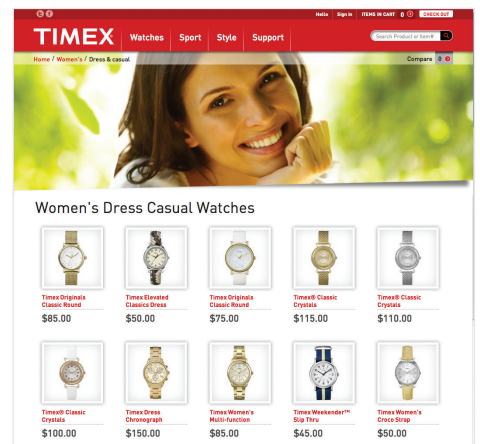 Hello Sign In ITEMS IN CART 0 CHECK OUT
TIMEX Watches Sport Style Support Search Product or Item#
Home / Women's / Dress & casual Compare 0
Women's Dress Casual Watches
Timex Originals Classic Round
$85.00
Timex Elevated Classics Dress
$50.00
Timex Originals Classic Round
$75.00
Timex® Classic Crystals
$115.00
Timex® Classic Crystals
$110.00
Timex® Classic Crystals
$100.00
Timex Dress Chronograph
$150.00
Timex Women's Multi-function
$85.00
Timex Weekender™ Slip Thru
$45.00
Timex Women's Croco Strap
$50.00